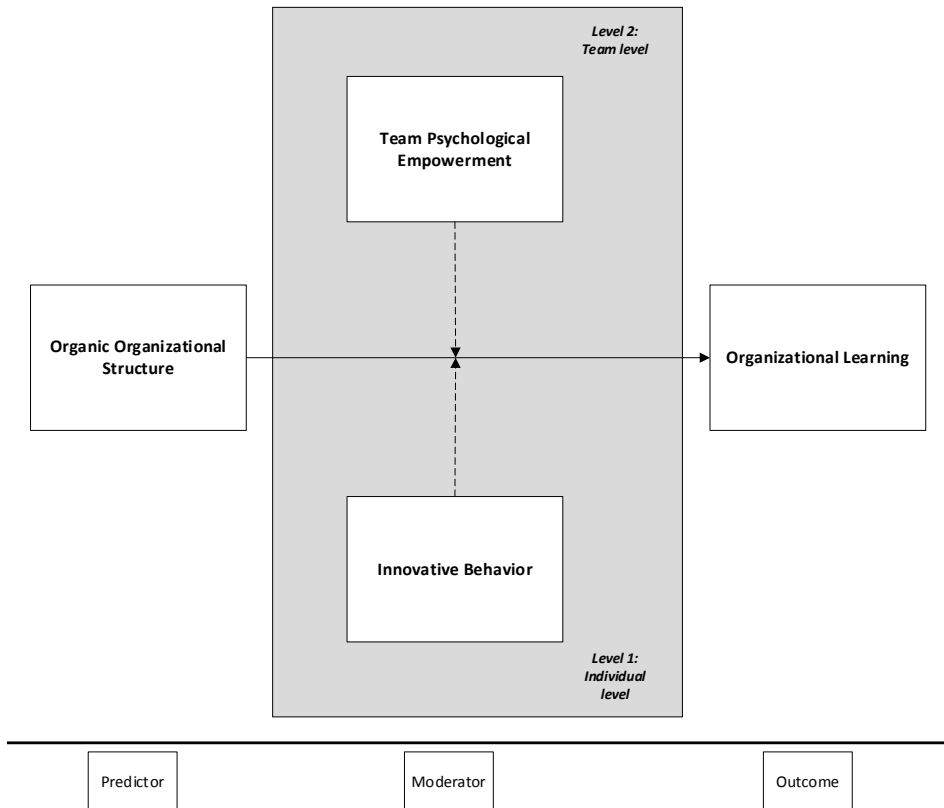 Level 2:
Team level
Team Psychological
Empowerment
Organic Organizational
Structure
Organizational Learning
Innovative Behavior
Level 1:
Individual
level
Predictor
Moderator
Outcome